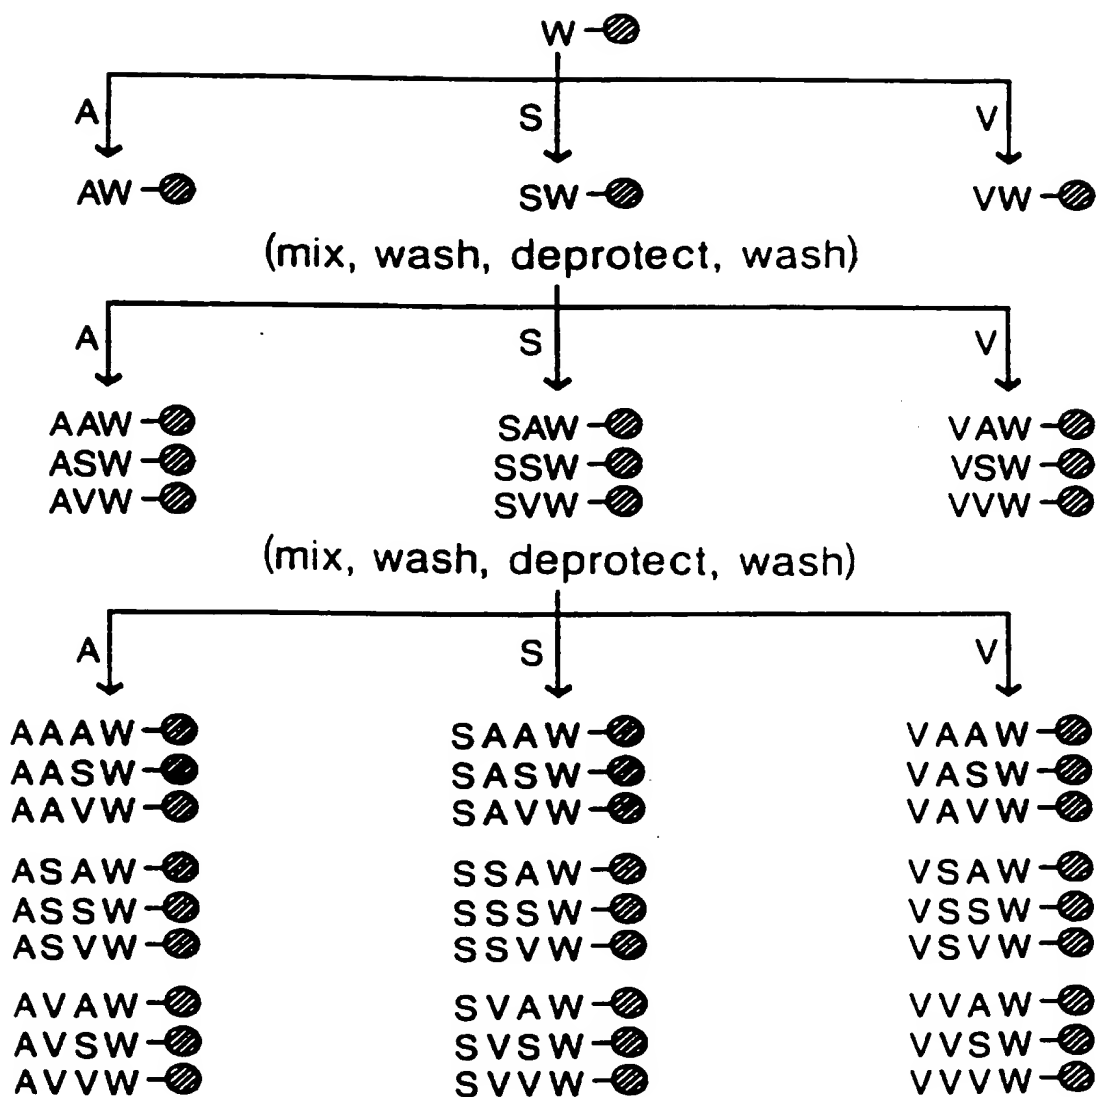 W
A S V
AW SW VW
(mix, wash, deprotect, wash)
A S V
AAW SAW VAW
ASW SSW VSW
AVW SVW VVW
(mix, wash, deprotect, wash)
A S V
AAAW SAAW VAAW
AASW SASW VASW
AAVW SAVW VAVW
ASAW SSAW VSAW
ASSW SSSW VSSW
ASVW SSVW VSVW
AVAW SVAW VVAW
AVSW SVSW VVSW
AVVW SVVW VVVW